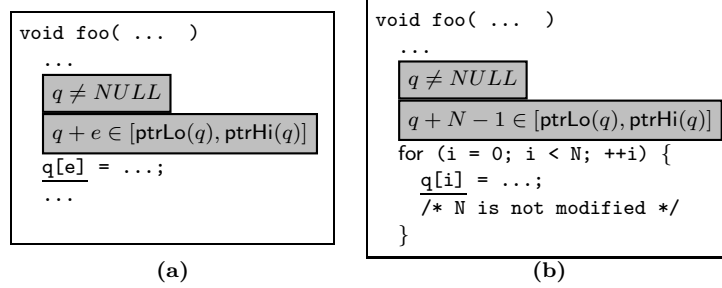 void foo( ...  )
...
q ≠ NULL
q + e ∈ [ptrLo(q), ptrHi(q)]
q[e] = ...;
...
(a)
void foo( ...  )
...
q ≠ NULL
q + N − 1 ∈ [ptrLo(q), ptrHi(q)]
for (i = 0; i < N; ++i) {
q[i] = ...;
/* N is not modified */
}
(b)